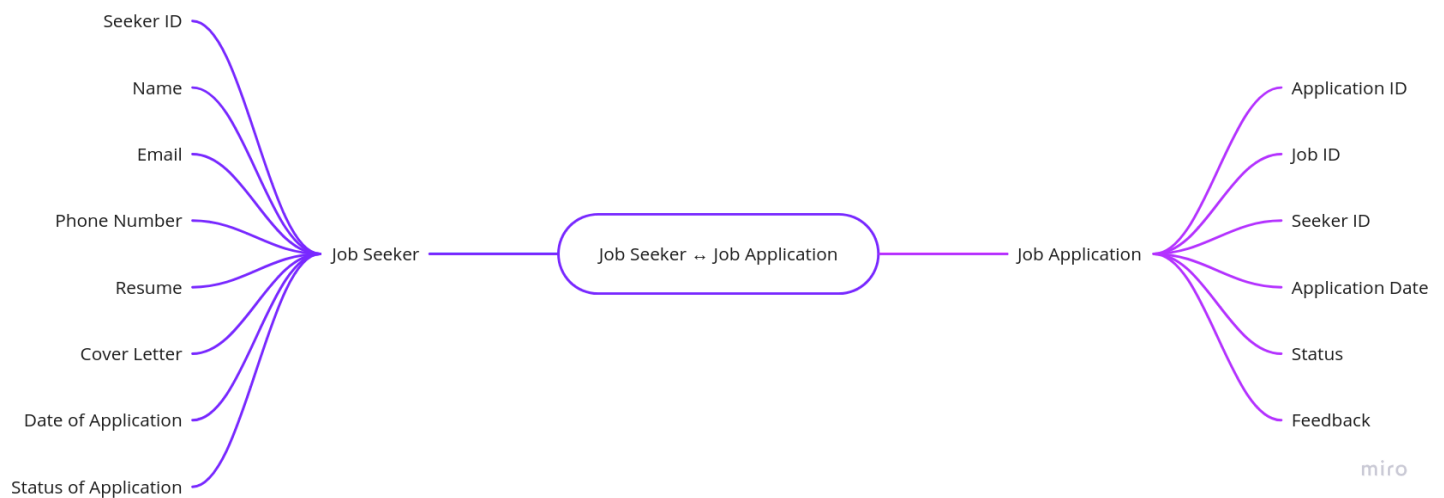 Seeker ID
Name
Email
Phone Number
Resume
Cover Letter
Date of Application
Status of Application
Job Seeker
Job Seeker ↔ Job Application
Job Application
Application ID
Job ID
Seeker ID
Application Date
Status
Feedback
miro